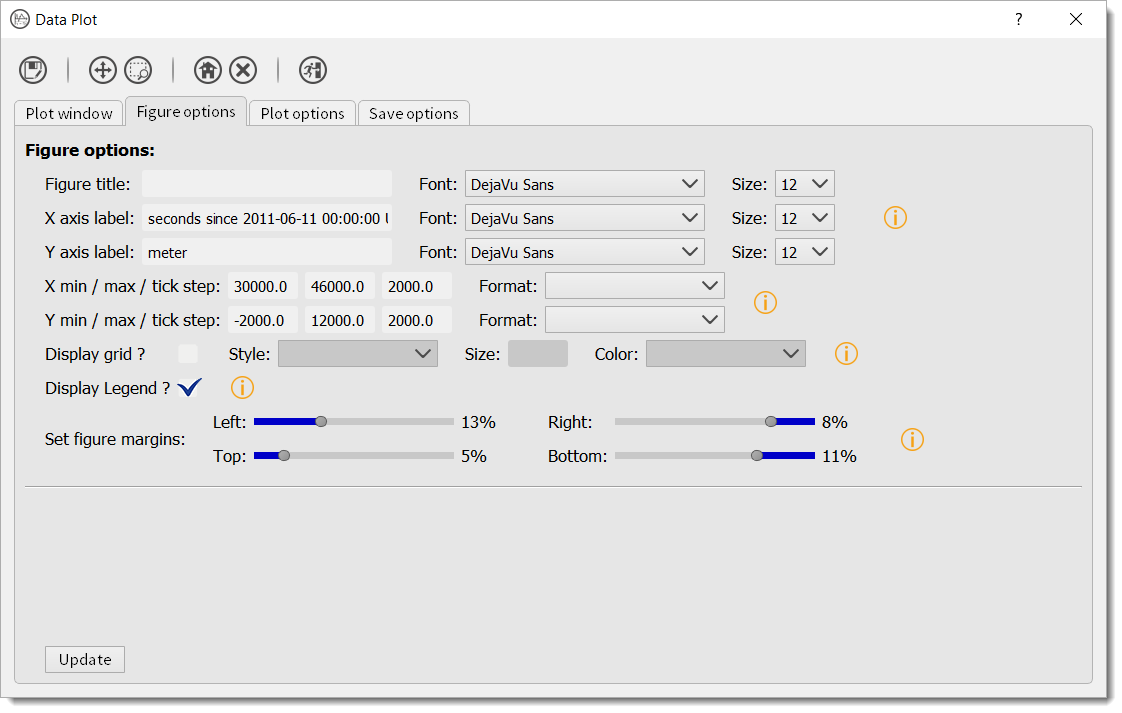 Data Plot ?
Plot window Figure options Plot options Save options
Figure options:
Figure title: Font: DejaVu Sans Size: 12
X axis label: seconds since 2011-06-11 00:00:00 Font: DejaVu Sans Size: 12
Y axis label: meter Font: DejaVu Sans Size: 12
X min / max / tick step: 30000.0 46000.0 2000.0 Format:
Y min / max / tick step: -2000.0 12000.0 2000.0 Format:
Display grid ? Style: Size: Color:
Display Legend ?
Left: 13% Right: 8%
Set figure margins:
Top: 5% Bottom: 11%
Update